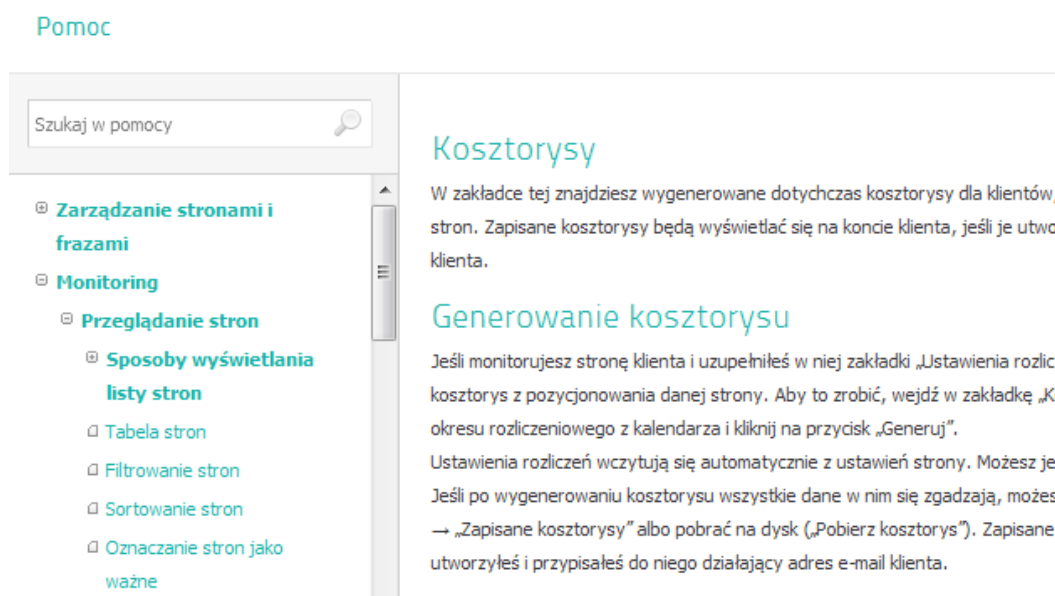 Pomoc
Szukaj w pomocy
Zarządzanie stronami i
frazami
Monitoring
Przeglądanie stron
Sposoby wyświetlania
listy stron
Tabela stron
Filtrowanie stron
Sortowanie stron
Oznaczanie stron jako
ważne
Kosztorysy
W zakładce tej znajdziesz wygenerowane dotychczas kosztorysy dla klientów,
stron. Zapisane kosztorysy będą wyświetlać się na koncie klienta, jeśli je utwo
klienta.
Generowanie kosztorysu
Jeśli monitorujesz stronę klienta i uzupełniłeś w niej zakładki „Ustawienia rozlic
kosztorys z pozycjonowania danej strony. Aby to zrobić, wejdź w zakładkę „K
okresu rozliczeniowego z kalendarza i kliknij na przycisk „Generuj”.
Ustawienia rozliczeń wczytują się automatycznie z ustawień strony. Możesz je
Jeśli po wygenerowaniu kosztorysu wszystkie dane w nim się zgadzają, możes
→ „Zapisane kosztorysy” albo pobrać na dysk („Pobierz kosztorys”). Zapisane
utworzyłeś i przypisałeś do niego działający adres e-mail klienta.